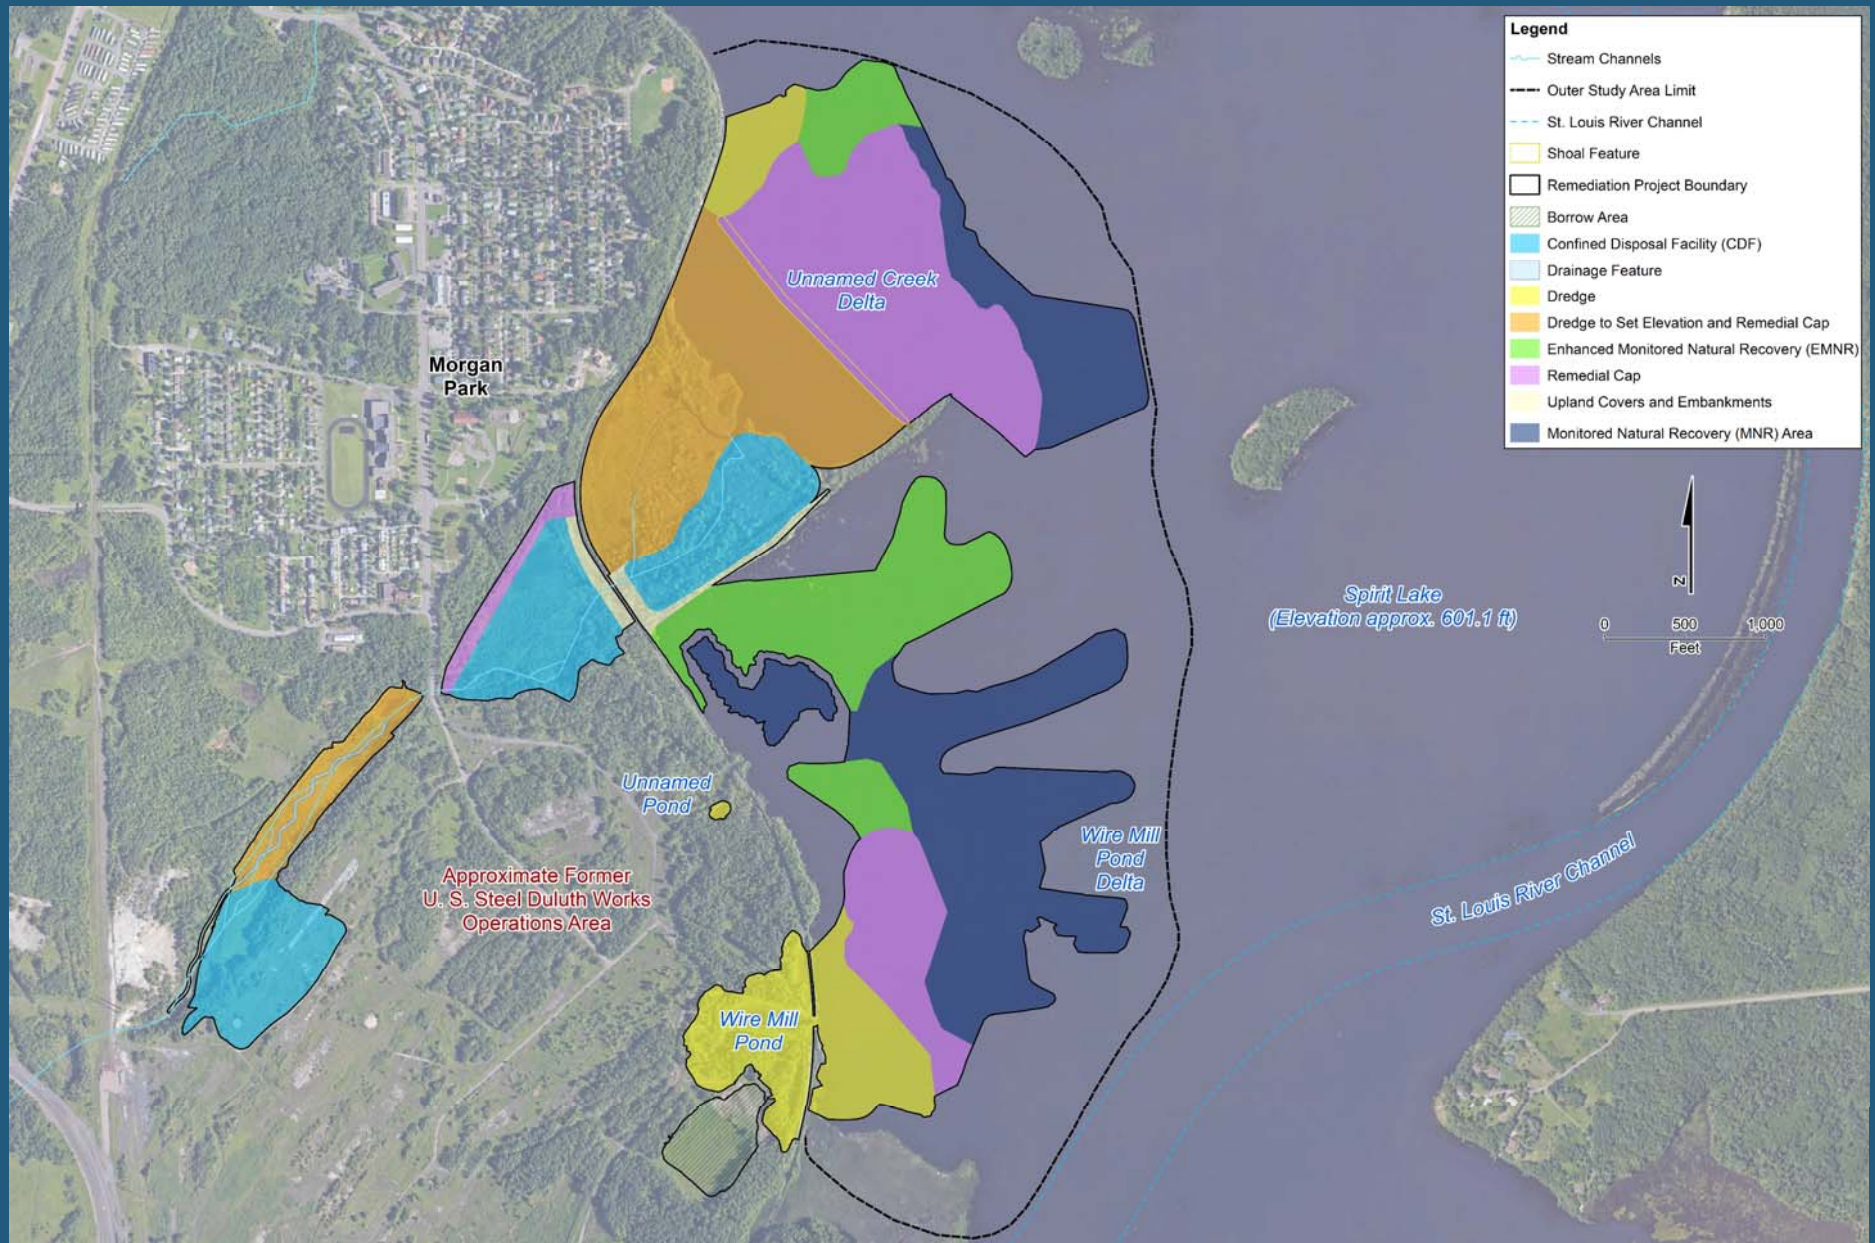 Legend
Stream Channels
Outer Study Area Limit
St. Louis River Channel
Shoal Feature
Remediation Project Boundary
Borrow Area
Confined Disposal Facility (CDF)
Drainage Feature
Dredge
Dredge to Set Elevation and Remedial Cap
Enhanced Monitored Natural Recovery (EMNR)
Remedial Cap
Upland Covers and Embankments
Monitored Natural Recovery (MNR) Area
N
0 500 1,000
Feet
Unnamed Creek
Delta
Morgan
Park
Spirit Lake
(Elevation approx. 601.1 ft)
Unnamed
Pond
Wire Mill
Pond
Delta
St. Louis River Channel
Approximate Former
U. S. Steel Duluth Works
Operations Area
Wire Mill
Pond